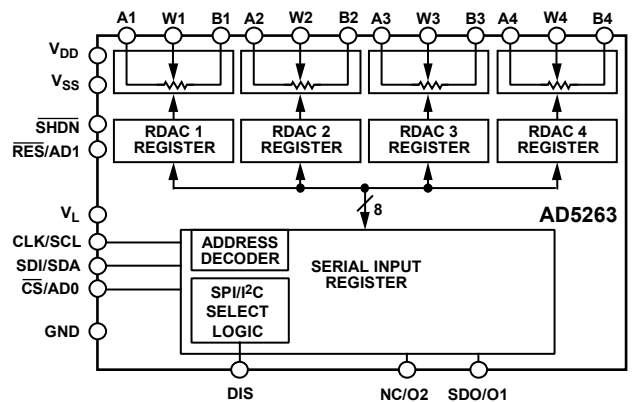 A1 W1 B1 A2 W2 B2 A3 W3 B3 A4 W4 B4
VDD
VSS
SHDN
RES/AD1
RDAC 1
REGISTER
RDAC 2
REGISTER
RDAC 3
REGISTER
RDAC 4
REGISTER
8
AD5263
VL
CLK/SCL
SDI/SDA
CS/AD0
GND
ADDRESS
DECODER
SERIAL INPUT
REGISTER
SPI/I2C
SELECT
LOGIC
DIS
NC/O2
SDO/O1